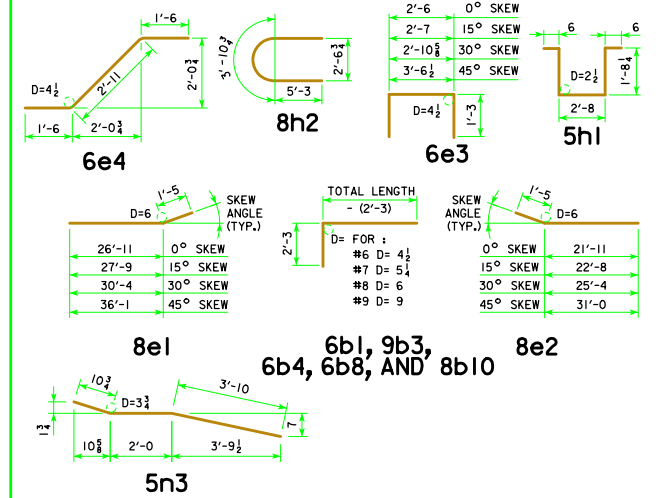 1'-6
D=4½
2'-11
2'-0¾
1'-6
2'-0¾
6e4
3'-10¾
2'-6¾
5'-3
8h2
2'-6 0° SKEW
2'-7 15° SKEW
2'-10⅝ 30° SKEW
3'-6½ 45° SKEW
D=4½
1'-3
6e3
6
6
D=2½
1'-8¼
2'-8
5h1
1'-5
D=6
SKEW
ANGLE
(TYP.)
26'-11 0° SKEW
27'-9 15° SKEW
30'-4 30° SKEW
36'-1 45° SKEW
8e1
TOTAL LENGTH
- (2'-3)
2'-3
D= FOR :
#6 D= 4½
#7 D= 5¼
#8 D= 6
#9 D= 9
6b1, 9b3,
6b4, 6b8, AND 8b10
1'-5
SKEW
ANGLE
(TYP.)
D=6
0° SKEW 21'-11
15° SKEW 22'-8
30° SKEW 25'-4
45° SKEW 31'-0
8e2
10¾
D=3¾
3'-10
1¾
7
10⅝
2'-0
3'-9½
5n3